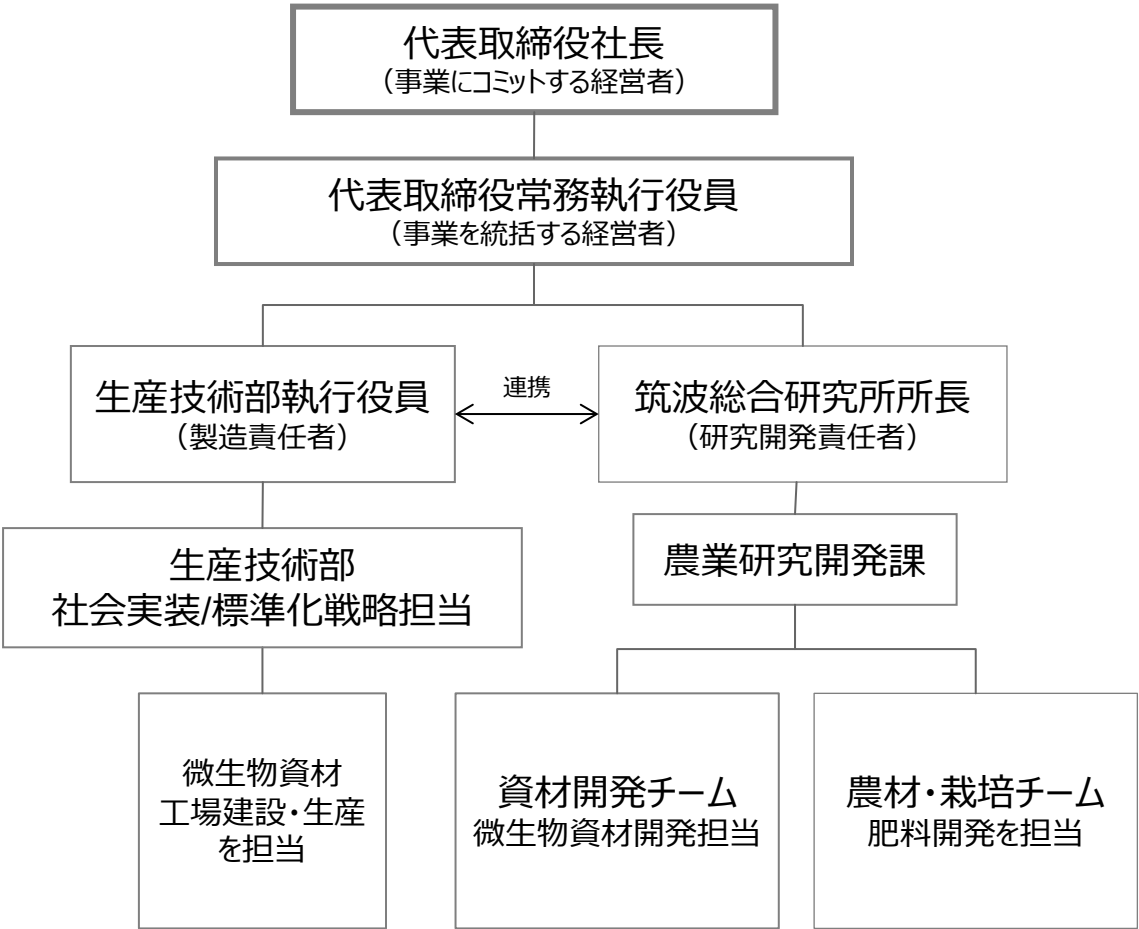 代表取締役社長
（事業にコミットする経営者）
代表取締役常務執行役員
（事業を統括する経営者）
生産技術部執行役員
（製造責任者）
連携
筑波総合研究所所長
（研究開発責任者）
生産技術部
社会実装/標準化戦略担当
農業研究開発課
微生物資材
工場建設・生産
を担当
資材開発チーム
微生物資材開発担当
農材・栽培チーム
肥料開発を担当